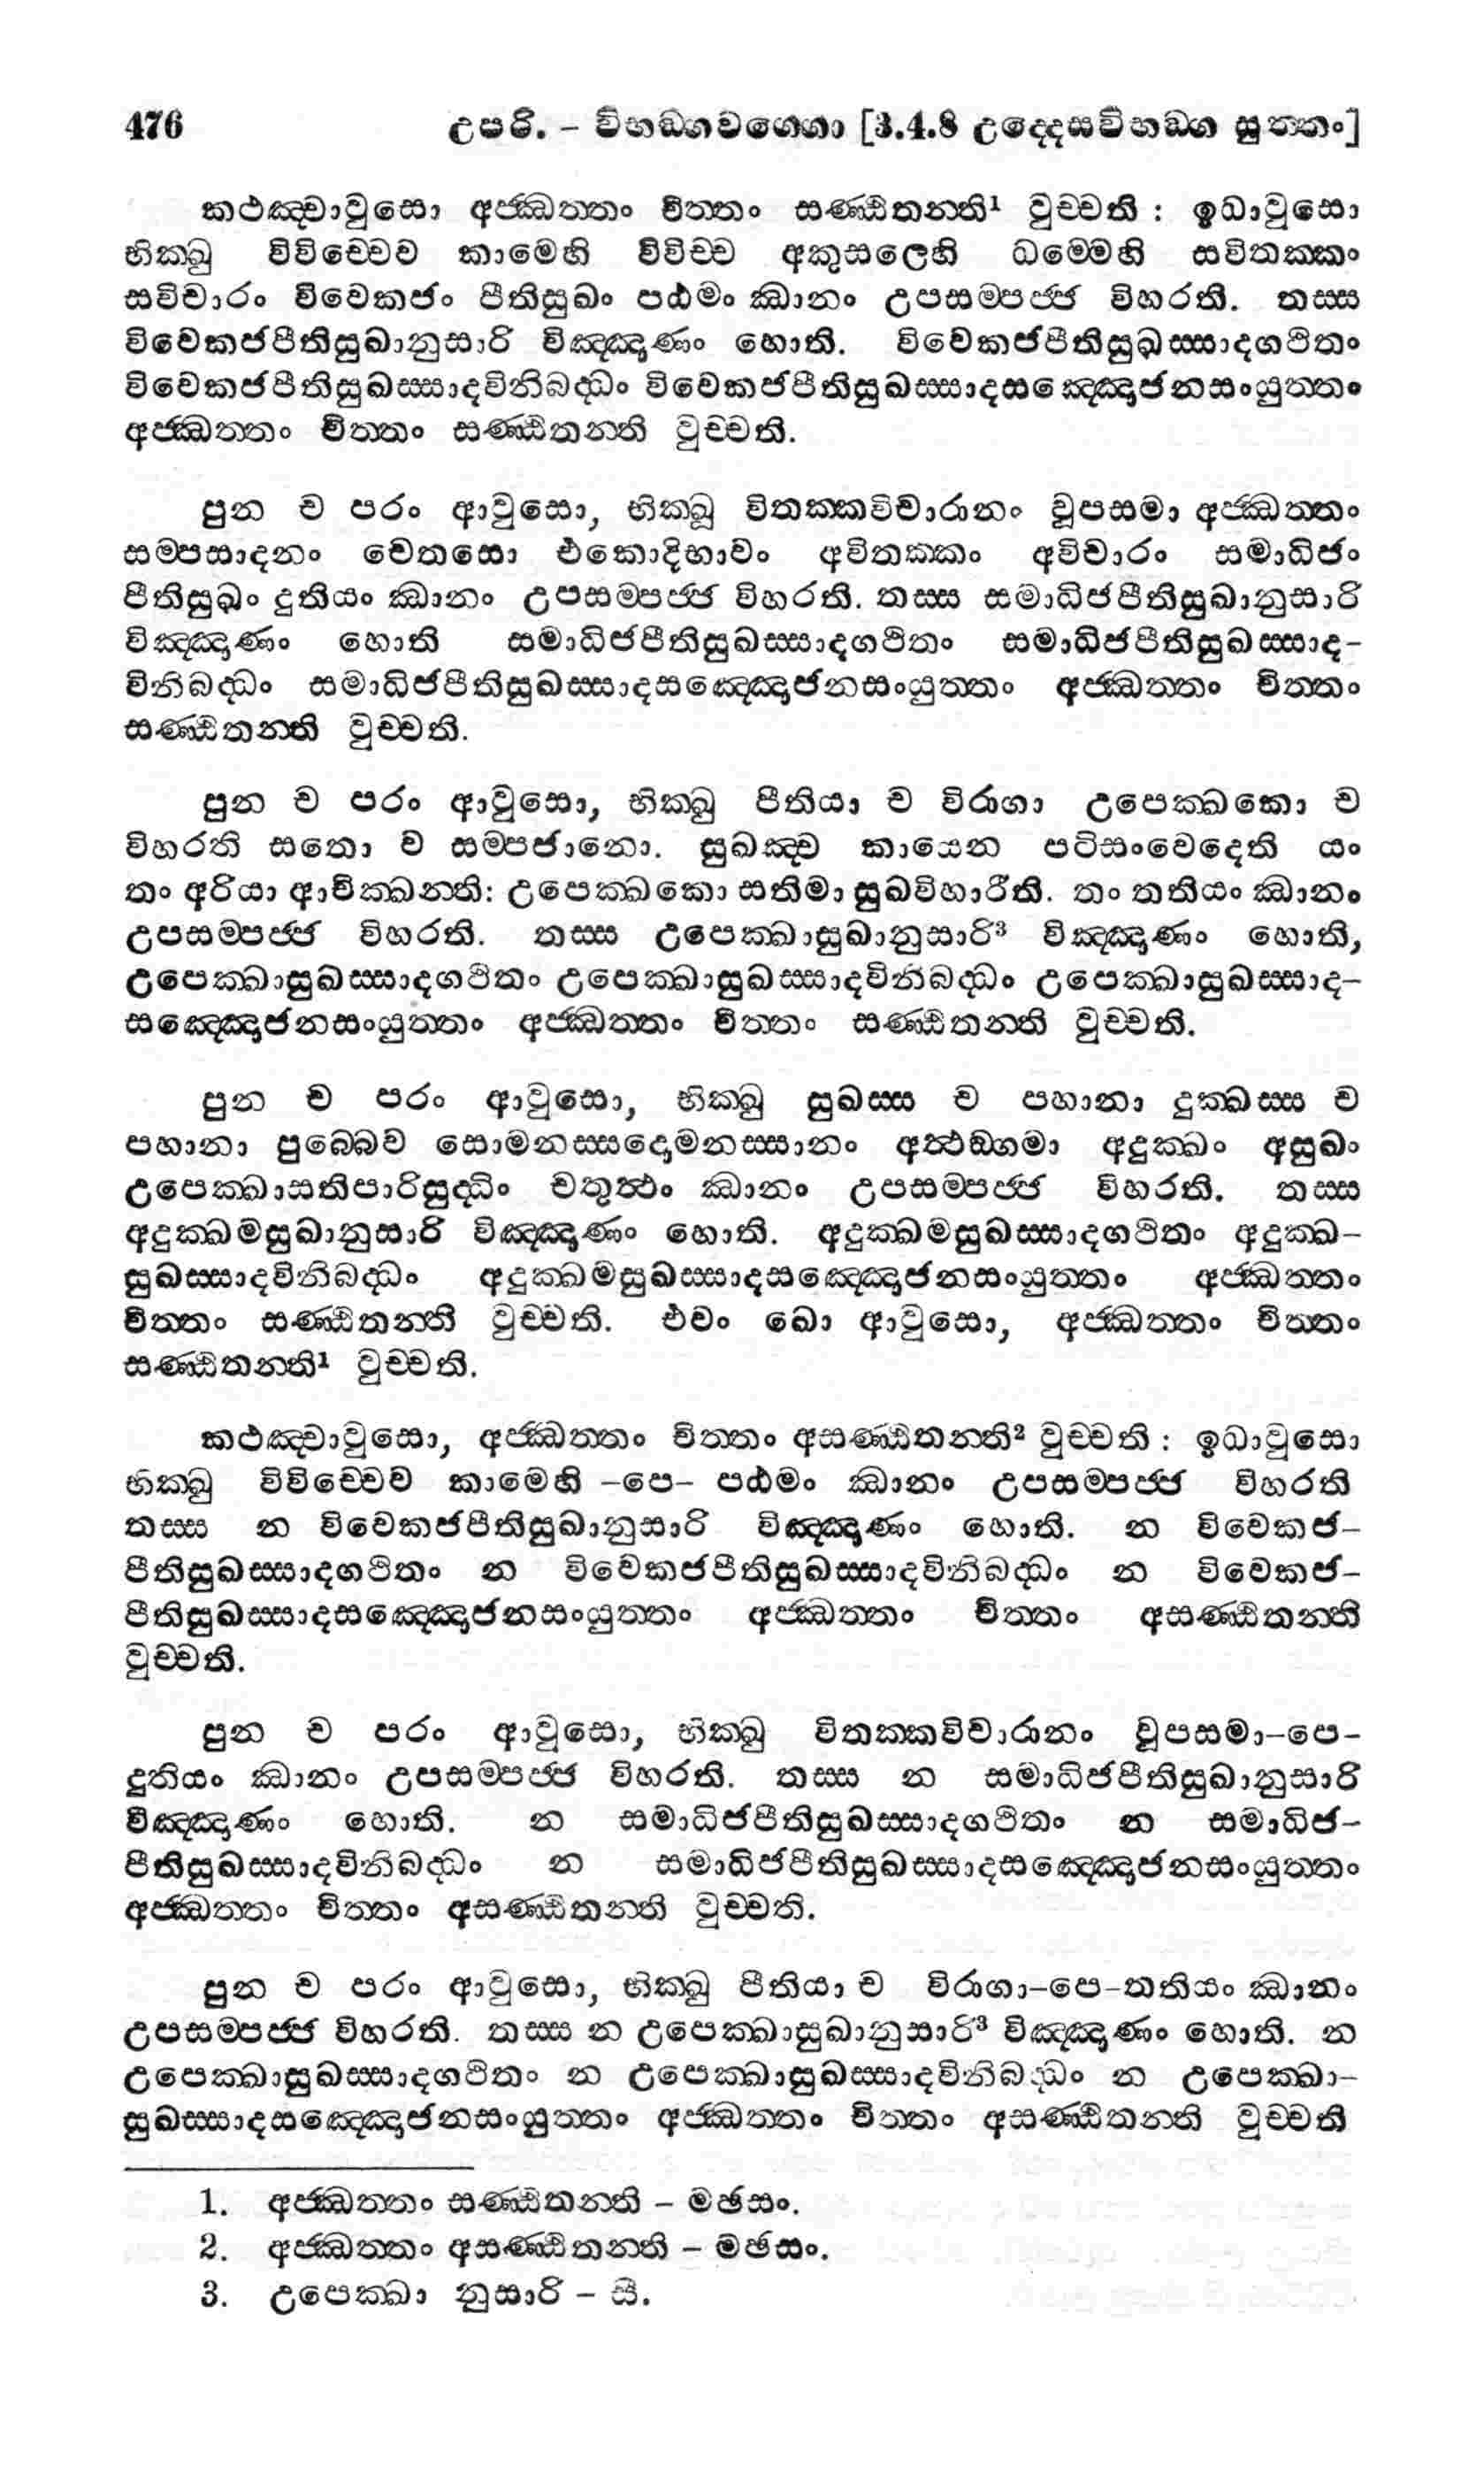 476 උපරි. – විභඞ්ගවග්ගො [3.4.8 උද්දෙසවිභඞ්ග සුත්තං]
කථඤ්චාවුසො අජ්ඣත්තං චිත්තං සණ්ඨිතන්ති¹ වුච්චති : ඉධාවුසො
භික්ඛු විවිච්චෙව කාමෙහි විවිච්ච අකුසලෙහි ධම්මෙහි සවිතක්කං
සවිචාරං විවෙකජං පීතිසුඛං පඨමං ඣානං උපසම්පජ්ජ විහරති. තස්ස
විවෙකජපීතිසුඛානුසාරි විඤ්ඤාණං හොති. විවෙකජපීතිසුඛස්සාදගථිතං
විවෙකජපීතිසුඛස්සාදවිනිබද්ධං විවෙකජපීතිසුඛස්සාදසඤ්ඤොජනසංයුත්තං
අජ්ඣත්තං චිත්තං සණ්ඨිතන්ති වුච්චති.
පුන ච පරං ආවුසො, භික්ඛූ විතක්කවිචාරානං වූපසමා අජ්ඣත්තං
සම්පසාදනං චෙතසො එකොදිභාවං අවිතක්කං අවිචාරං සමාධිජං
පීතිසුඛං දුතියං ඣානං උපසම්පජ්ජ විහරති. තස්ස සමාධිජපීතිසුඛානුසාරි
විඤ්ඤාණං හොති සමාධිජපීතිසුඛස්සාදගථිතං සමාධිජපීතිසුඛස්සාද–
විනිබද්ධං සමාධිජපීතිසුඛස්සාදසඤ්ඤොජනසංයුත්තං අජ්ඣත්තං චිත්තං
සණ්ඨිතන්ති වුච්චති.
පුන ච පරං ආවුසො, භික්ඛු පීතියා ච විරාගා උපෙක්ඛකො ච
විහරති සතො ච සම්පජානො. සුඛඤ්ච කායෙන පටිසංවෙදෙති යං
තං අරියා ආචික්ඛන්ති: උපෙක්ඛකො සතිමා සුඛවිහාරීති. තං තතියං ඣානං
උපසම්පජ්ජ විහරති. තස්ස උපෙක්ඛාසුඛානුසාරි³ විඤ්ඤාණං හොති,
උපෙක්ඛාසුඛස්සාදගථිතං උපෙක්ඛාසුඛස්සාදවිනිබද්ධං උපෙක්ඛාසුඛස්සාද–
සඤ්ඤොජනසංයුත්තං අජ්ඣත්තං චිත්තං සණ්ඨිතන්ති වුච්චති.
පුන ච පරං ආවුසො, භික්ඛු සුඛස්ස ච පහානා දුක්ඛස්ස ච
පහානා පුබ්බෙව සොමනස්සදොමනස්සානං අත්ථඞ්ගමා අදුක්ඛං අසුඛං
උපෙක්ඛාසතිපාරිසුද්ධිං චතුත්ථං ඣානං උපසම්පජ්ජ විහරති. තස්ස
අදුක්ඛමසුඛානුසාරි විඤ්ඤාණං හොති. අදුක්ඛමසුඛස්සාදගථිතං අදුක්ඛ–
සුඛස්සාදවිනිබද්ධං අදුක්ඛමසුඛස්සාදසඤ්ඤොජනසංයුත්තං අජ්ඣත්තං
චිත්තං සණ්ඨිතන්ති වුච්චති. එවං ඛො ආවුසො, අජ්ඣත්තං චිත්තං
සණ්ඨිතන්ති¹ වුච්චති.
කථඤ්චාවුසො, අජ්ඣත්තං චිත්තං අසණ්ඨිතන්ති² වුච්චති : ඉධාවුසො
භික්ඛු විවිච්චෙව කාමෙහි –පෙ– පඨමං ඣානං උපසම්පජ්ජ විහරති
තස්ස න විවෙකජපීතිසුඛානුසාරි විඤ්ඤාණං හොති. න විවෙකජ–
පීතිසුඛස්සාදගථිතං න විවෙකජපීතිසුඛස්සාදවිනිබද්ධං න විවෙකජ–
පීතිසුඛස්සාදසඤ්ඤොජනසංයුත්තං අජ්ඣත්තං චිත්තං අසණ්ඨිතන්ති
වුච්චති.
පුන ච පරං ආවුසො, භික්ඛු විතක්කවිචාරානං වූපසමා–පෙ–
දුතියං ඣානං උපසම්පජ්ජ විහරති. තස්ස න සමාධිජපීතිසුඛානුසාරි
විඤ්ඤාණං හොති. න සමාධිජපීතිසුඛස්සාදගථිතං න සමාධිජ–
පීතිසුඛස්සාදවිනිබද්ධං න සමාධිජපීතිසුඛස්සාදසඤ්ඤොජනසංයුත්තං
අජ්ඣත්තං චිත්තං අසණ්ඨිතන්ති වුච්චති.
පුන ච පරං ආවුසො, භික්ඛු පීතියා ච විරාගා–පෙ–තතියං ඣානං
උපසම්පජ්ජ විහරති. තස්ස න උපෙක්ඛාසුඛානුසාරි³ විඤ්ඤාණං හොති. න
උපෙක්ඛාසුඛස්සාදගථිතං න උපෙක්ඛාසුඛස්සාදවිනිබද්ධං න උපෙක්ඛා–
සුඛස්සාදසඤ්ඤොජනසංයුත්තං අජ්ඣත්තං චිත්තං අසණ්ඨිතන්ති වුච්චති
1. අජ්ඣත්තං සණ්ඨිතන්ති – මඡසං.
2. අජ්ඣත්තං අසණ්ඨිතන්ති – මඡසං.
3. උපෙක්ඛා නුසාරි – සී.